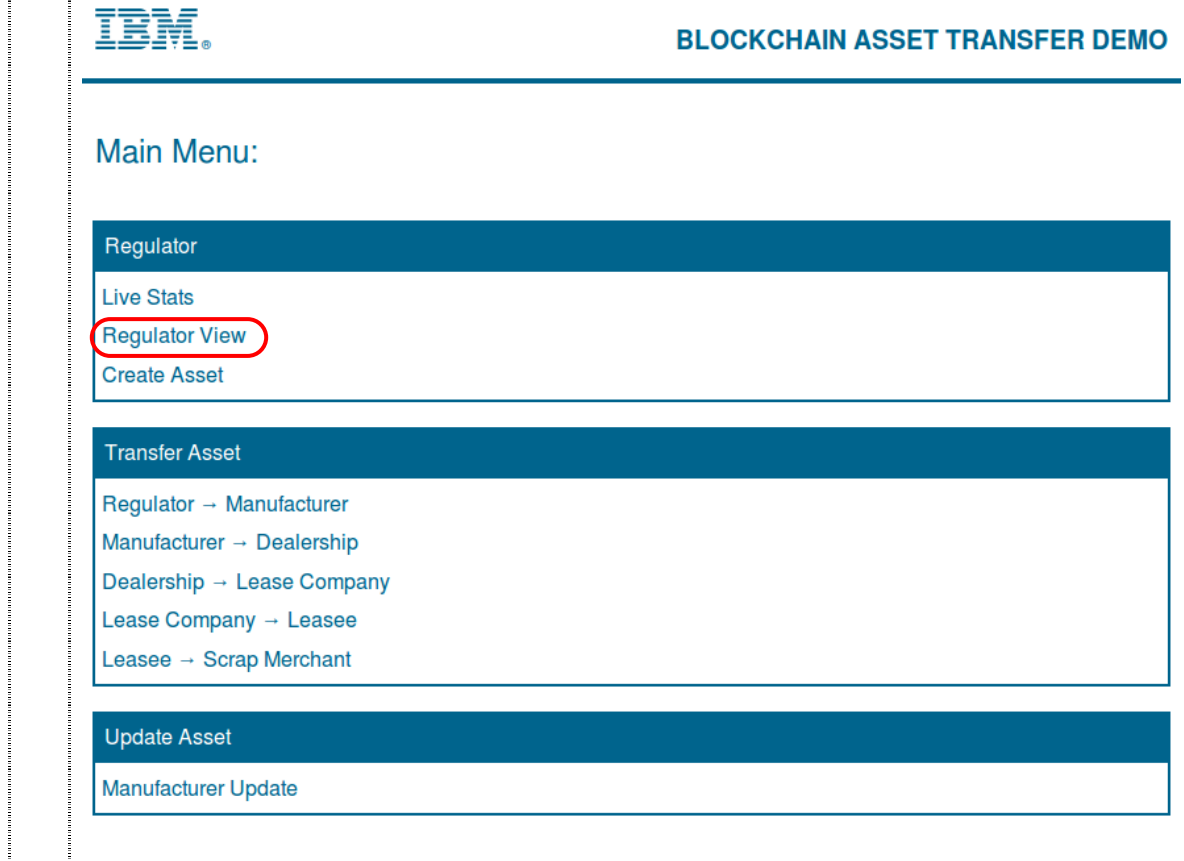 IBM®
BLOCKCHAIN ASSET TRANSFER DEMO
Main Menu:
Regulator
Live Stats
Regulator View
Create Asset
Transfer Asset
Regulator → Manufacturer
Manufacturer → Dealership
Dealership → Lease Company
Lease Company → Leasee
Leasee → Scrap Merchant
Update Asset
Manufacturer Update